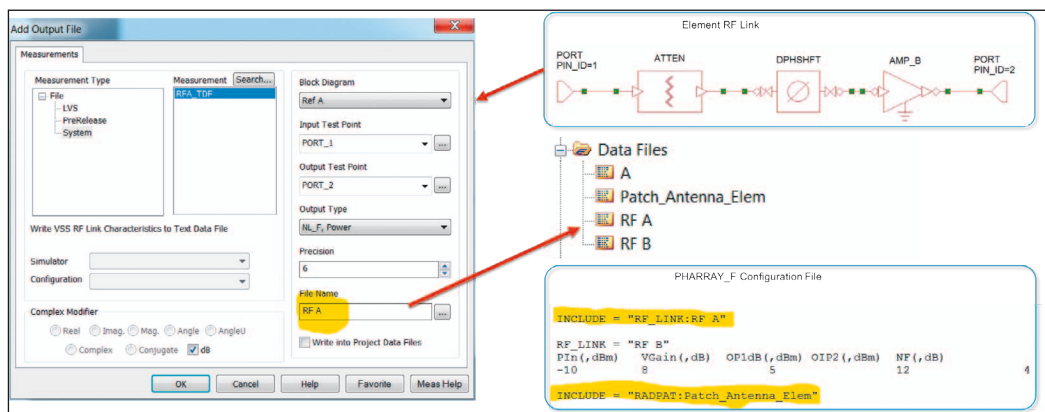 Add Output File
X
Measurements
Measurement Type
File
LVS
PreRelease
System
Measurement
Search...
RFA_TDF
Write VSS RF Link Characteristics to Text Data File
Simulator
Configuration
Complex Modifier
Real Imag. Mag. Angle AngleU
Complex Conjugate dB
Block Diagram
Ref A
Input Test Point
PORT_1
...
Output Test Point
PORT_2
...
Output Type
NL_F, Power
Precision
6
File Name
RF A
...
Write into Project Data Files
OK Cancel Help Favorite Meas Help
Element RF Link
PORT
PIN_ID=1
ATTEN
DPHSHFT
AMP_B
PORT
PIN_ID=2
Data Files
A
Patch_Antenna_Elem
RF A
RF B
PHARRAY_F Configuration File
INCLUDE = "RF_LINK:RF A"
RF_LINK = "RF B"
PIn(,dBm) VGain(,dB) OP1dB(,dBm) OIP2(,dBm) NF(,dB)
-10 8 5 12 4
INCLUDE = "RADPAT:Patch_Antenna_Elem"